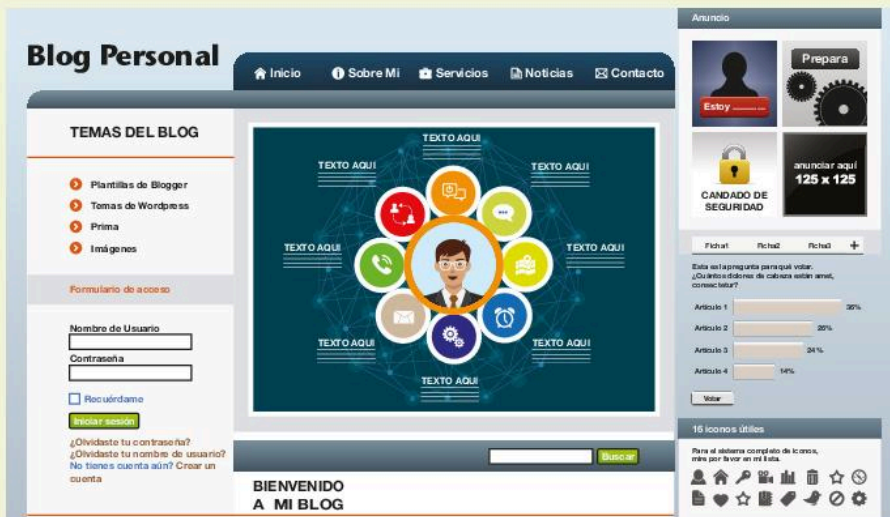 Blog Personal
Inicio
Sobre Mi
Servicios
Noticias
Contacto
TEMAS DEL BLOG
Plantillas de Blogger
Temas de Wordpress
Prima
Imágenes
Formulario de acceso
Nombre de Usuario
Contraseña
Recuérdame
Iniciar sesión
¿Olvidaste tu contraseña?
¿Olvidaste tu nombre de usuario?
No tienes cuenta aún? Crear un
cuenta
TEXTO AQUI
TEXTO AQUI
TEXTO AQUI
TEXTO AQUI
TEXTO AQUI
TEXTO AQUI
TEXTO AQUI
TEXTO AQUI
Buscar
BIENVENIDO
A MI BLOG
Anuncio
Estoy ..........
Prepara
CANDADO DE
SEGURIDAD
anunciar aquí
125 x 125
Ficha1
Ficha2
Ficha3
+
Esta es la pregunta para qué votar.
¿Cuántos dolores de cabeza están amet,
consectetur?
Artículo 1
36%
Artículo 2
26%
Artículo 3
24%
Artículo 4
14%
Votar
16 iconos útiles
Para el sistema completo de iconos,
mire por favor en mi lista.